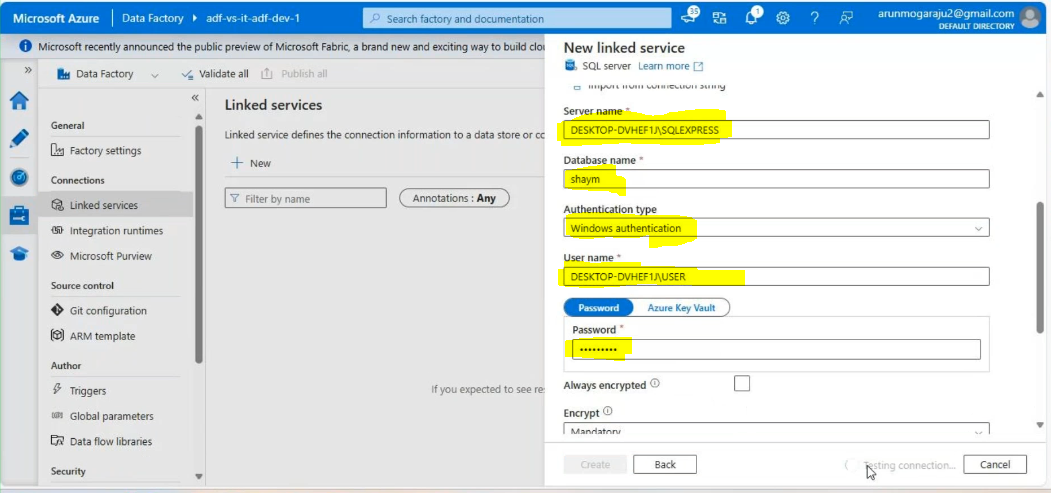 Microsoft Azure Data Factory adf-vs-it-adf-dev-1 Search factory and documentation 35 1 arunmogaraju2@gmail.com
DEFAULT DIRECTORY
Microsoft recently announced the public preview of Microsoft Fabric, a brand new and exciting way to build clou
Data Factory Validate all Publish all
General
Factory settings
Connections
Linked services
Integration runtimes
Microsoft Purview
Source control
Git configuration
ARM template
Author
Triggers
Global parameters
Data flow libraries
Security
Linked services
Linked service defines the connection information to a data store or co
New
Filter by name Annotations : Any
If you expected to see re
New linked service
SQL server Learn more
Import from connection string
Server name *
DESKTOP-DVHEF1J\SQLEXPRESS
Database name *
shaym
Authentication type
Windows authentication
User name *
DESKTOP-DVHEF1J\USER
Password Azure Key Vault
Password *
•••••••••
Always encrypted
Encrypt
Mandatory
Create Back Testing connection... Cancel